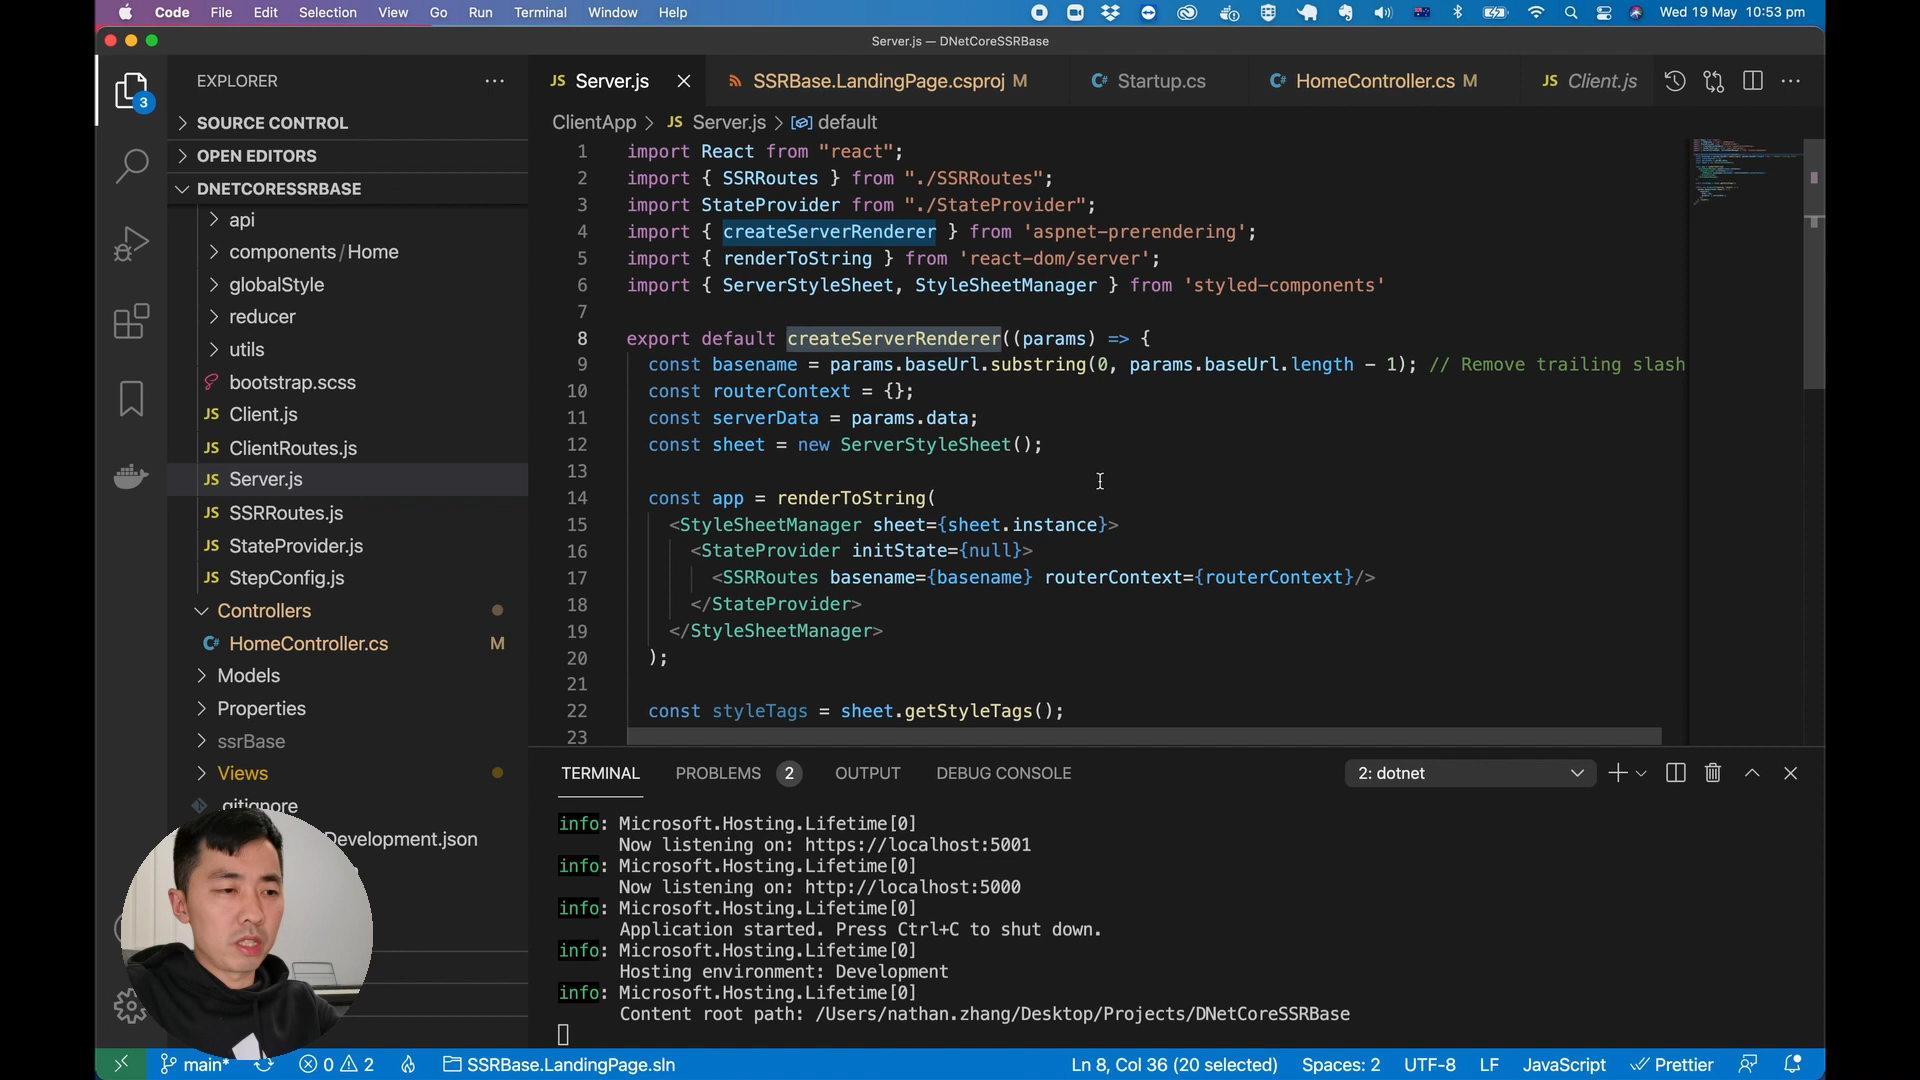 Code File Edit Selection View Go Run Terminal Window Help Wed 19 May 10:53 pm
Server.js — DNetCoreSSRBase
EXPLORER
3
SOURCE CONTROL
OPEN EDITORS
DNETCORESSRBASE
api
components/Home
globalStyle
reducer
utils
bootstrap.scss
JS Client.js
JS ClientRoutes.js
JS Server.js
JS SSRRoutes.js
JS StateProvider.js
JS StepConfig.js
Controllers
C# HomeController.cs M
Models
Properties
ssrBase
Views
.gitignore
Development.json
JS Server.js SSRBase.LandingPage.csproj M C# Startup.cs C# HomeController.cs M JS Client.js
ClientApp > JS Server.js > default
1 import React from "react";
2 import { SSRRoutes } from "./SSRRoutes";
3 import StateProvider from "./StateProvider";
4 import { createServerRenderer } from 'aspnet-prerendering';
5 import { renderToString } from 'react-dom/server';
6 import { ServerStyleSheet, StyleSheetManager } from 'styled-components'
7
8 export default createServerRenderer((params) => {
9 const basename = params.baseUrl.substring(0, params.baseUrl.length - 1); // Remove trailing slash
10 const routerContext = {};
11 const serverData = params.data;
12 const sheet = new ServerStyleSheet();
13
14 const app = renderToString(
15 <StyleSheetManager sheet={sheet.instance}>
16 <StateProvider initState={null}>
17 <SSRRoutes basename={basename} routerContext={routerContext}/>
18 </StateProvider>
19 </StyleSheetManager>
20 );
21
22 const styleTags = sheet.getStyleTags();
23
TERMINAL PROBLEMS 2 OUTPUT DEBUG CONSOLE 2: dotnet
info: Microsoft.Hosting.Lifetime[0]
Now listening on: https://localhost:5001
info: Microsoft.Hosting.Lifetime[0]
Now listening on: http://localhost:5000
info: Microsoft.Hosting.Lifetime[0]
Application started. Press Ctrl+C to shut down.
info: Microsoft.Hosting.Lifetime[0]
Hosting environment: Development
info: Microsoft.Hosting.Lifetime[0]
Content root path: /Users/nathan.zhang/Desktop/Projects/DNetCoreSSRBase
main* 0 2 SSRBase.LandingPage.sln Ln 8, Col 36 (20 selected) Spaces: 2 UTF-8 LF JavaScript Prettier